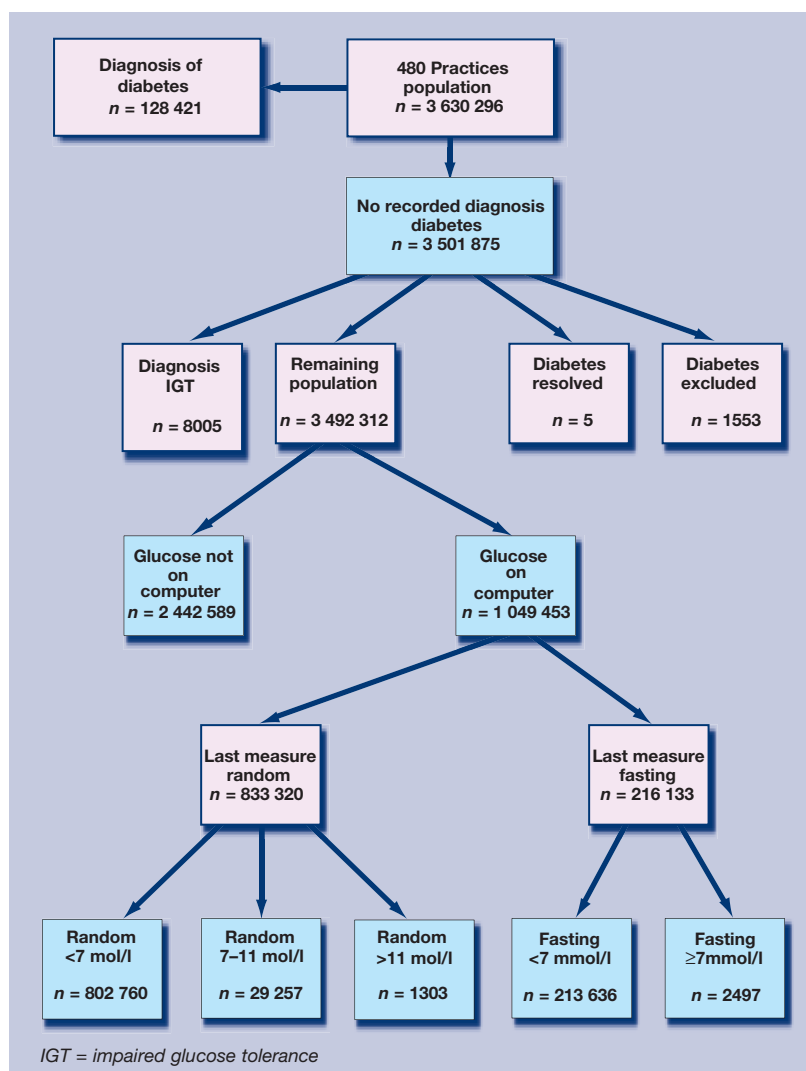 Diagnosis of
diabetes
n = 128 421
480 Practices
population
n = 3 630 296
No recorded diagnosis
diabetes
n = 3 501 875
Diagnosis
IGT
n = 8005
Remaining
population
n = 3 492 312
Diabetes
resolved
n = 5
Diabetes
excluded
n = 1553
Glucose not
on
computer
n = 2 442 589
Glucose
on
computer
n = 1 049 453
Last measure
random
n = 833 320
Last measure
fasting
n = 216 133
Random
<7 mol/l
n = 802 760
Random
7–11 mol/l
n = 29 257
Random
>11 mol/l
n = 1303
Fasting
<7 mmol/l
n = 213 636
Fasting
≥7mmol/l
n = 2497
IGT = impaired glucose tolerance